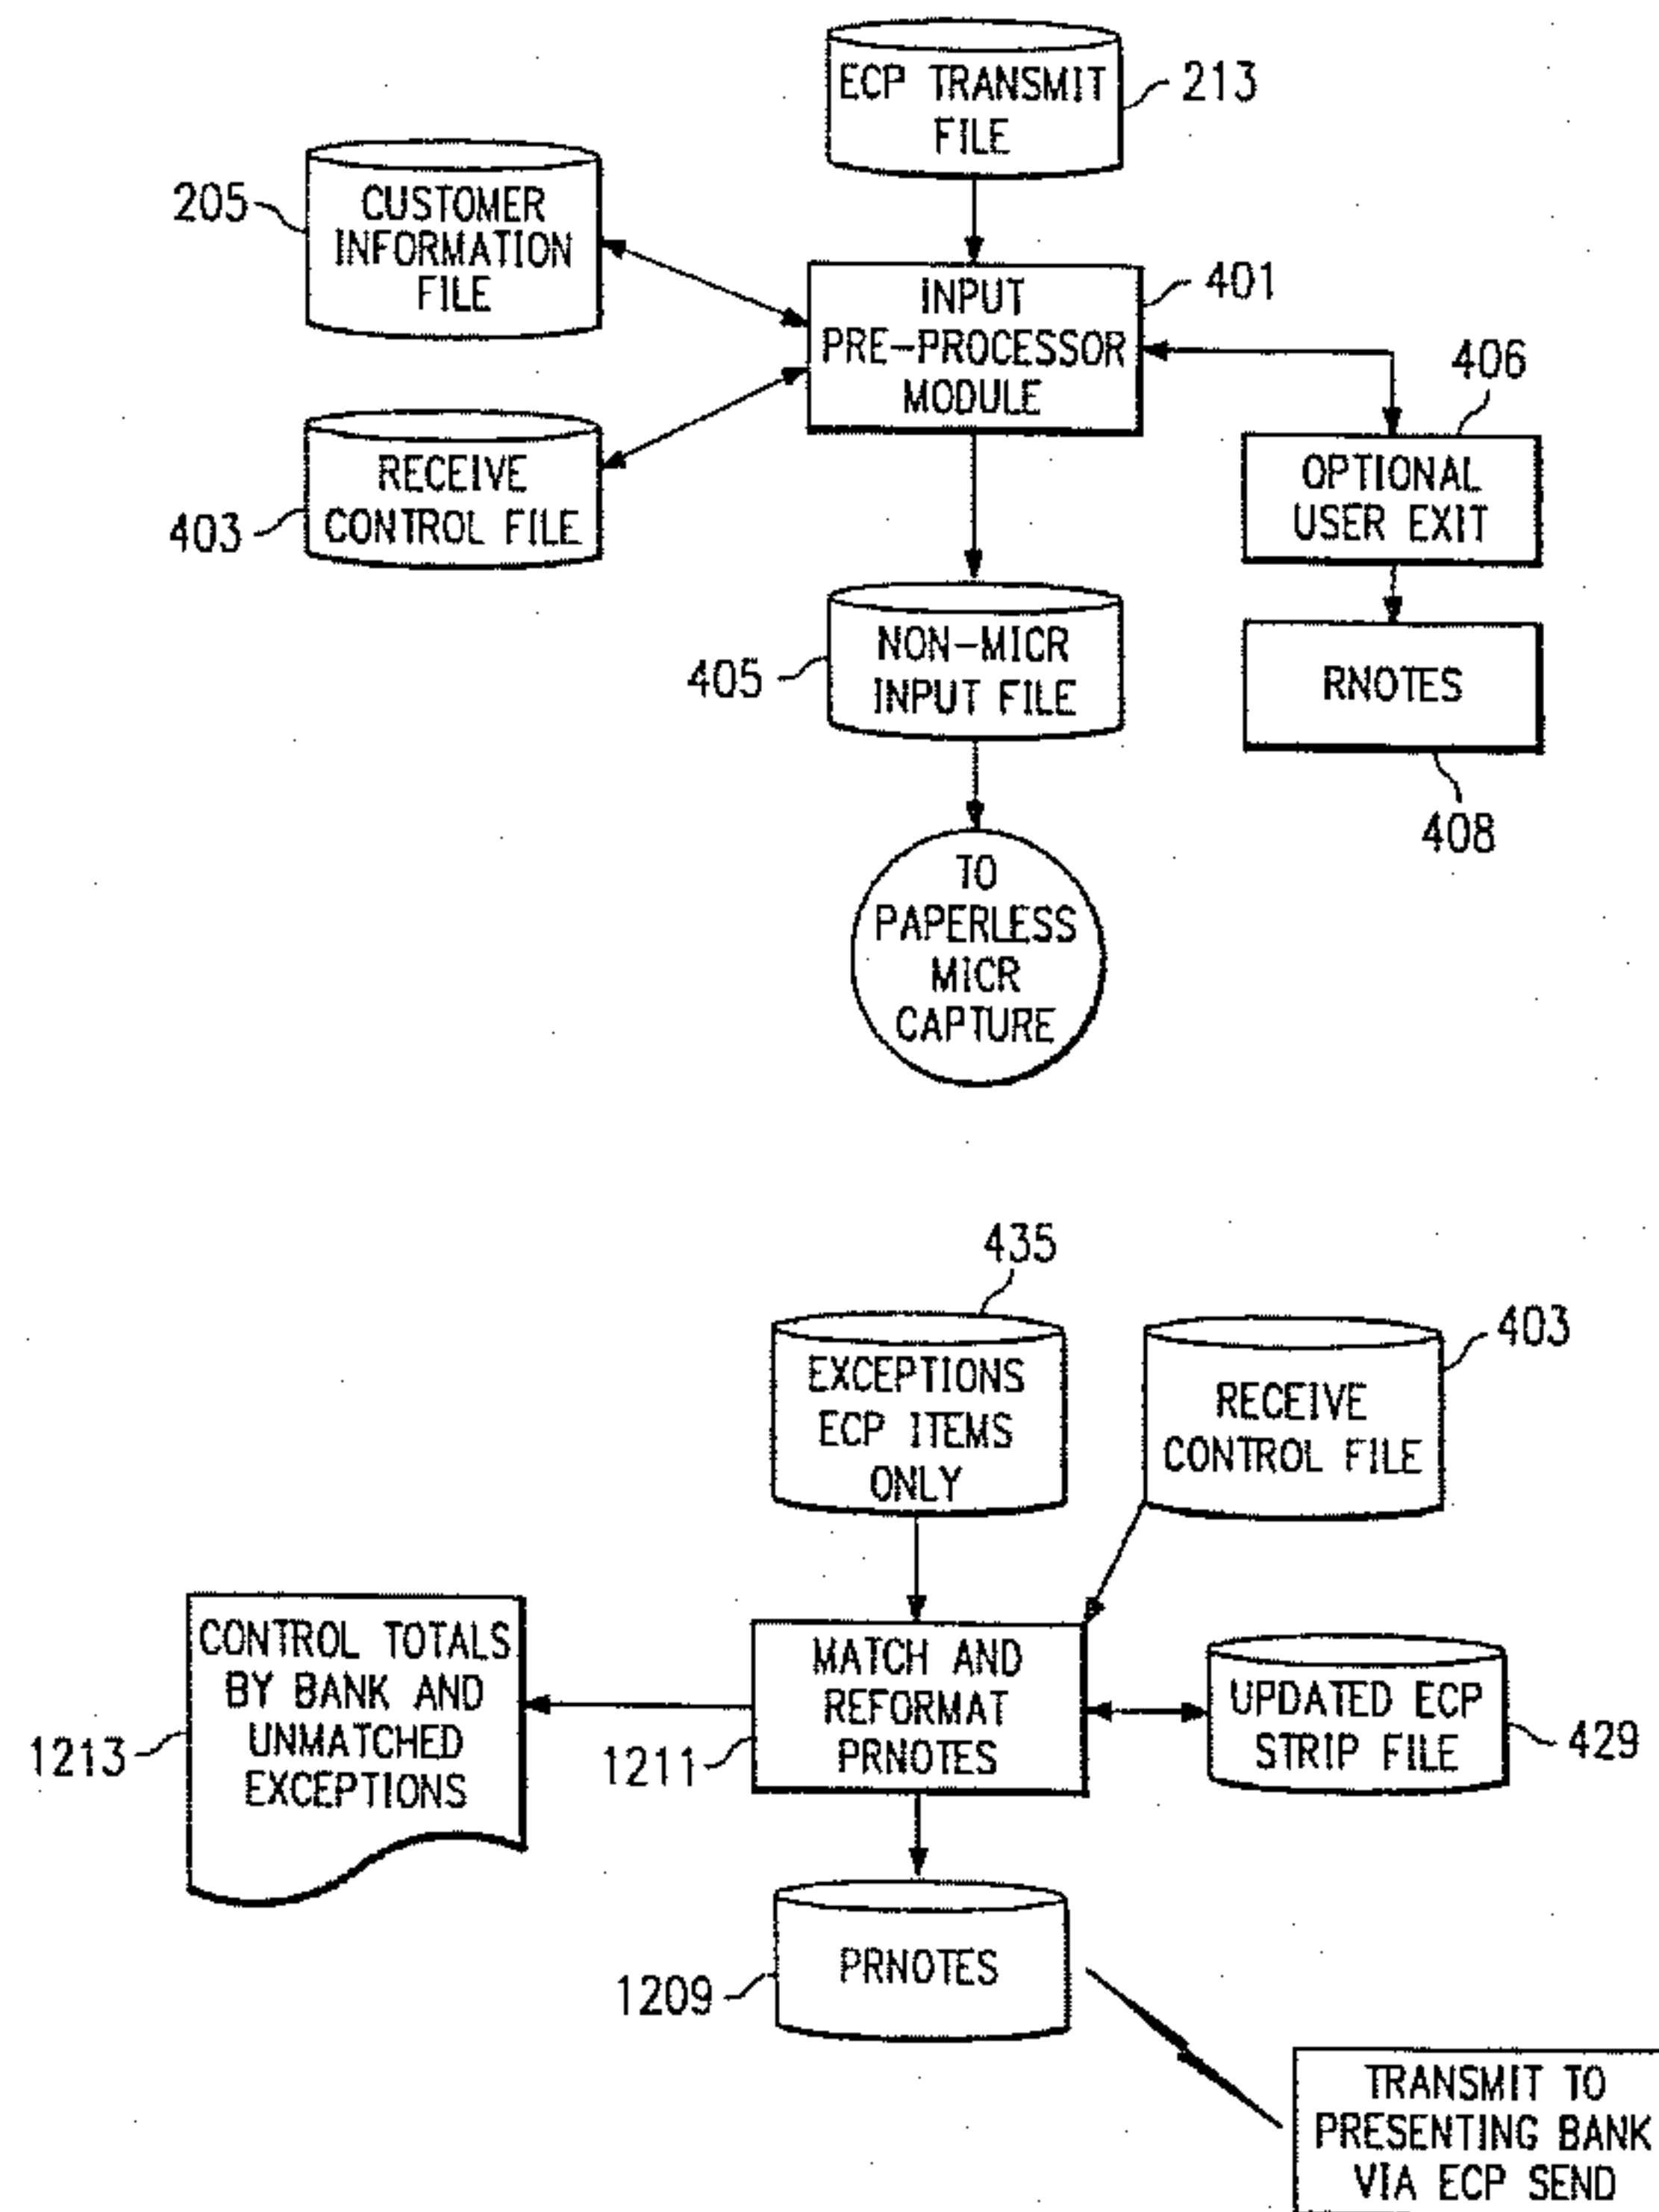 ECP TRANSMIT
FILE
213
205
CUSTOMER
INFORMATION
FILE
INPUT
PRE-PROCESSOR
MODULE
401
406
RECEIVE
CONTROL FILE
403
OPTIONAL
USER EXIT
NON-MICR
INPUT FILE
405
RNOTES
408
TO
PAPERLESS
MICR
CAPTURE
435
403
EXCEPTIONS
ECP ITEMS
ONLY
RECEIVE
CONTROL FILE
CONTROL TOTALS
BY BANK AND
UNMATCHED
EXCEPTIONS
1213
MATCH AND
REFORMAT
PRNOTES
1211
UPDATED ECP
STRIP FILE
429
PRNOTES
1209
TRANSMIT TO
PRESENTING BANK
VIA ECP SEND